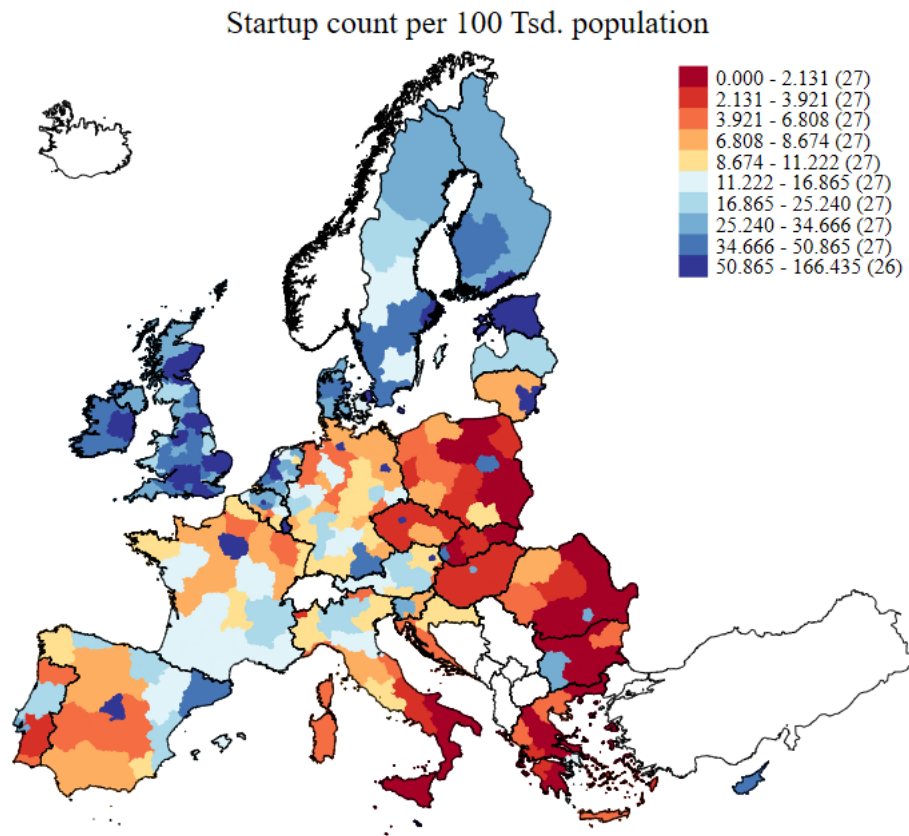 Startup count per 100 Tsd. population
0.000 - 2.131 (27)
2.131 - 3.921 (27)
3.921 - 6.808 (27)
6.808 - 8.674 (27)
8.674 - 11.222 (27)
11.222 - 16.865 (27)
16.865 - 25.240 (27)
25.240 - 34.666 (27)
34.666 - 50.865 (27)
50.865 - 166.435 (26)